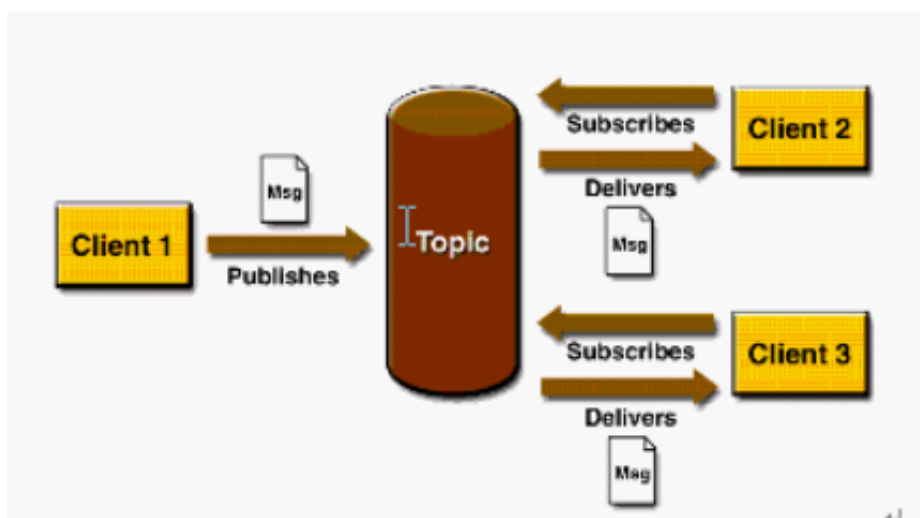 Client 1
Msg
Publishes
Topic
Subscribes
Delivers
Msg
Client 2
Subscribes
Delivers
Msg
Client 3